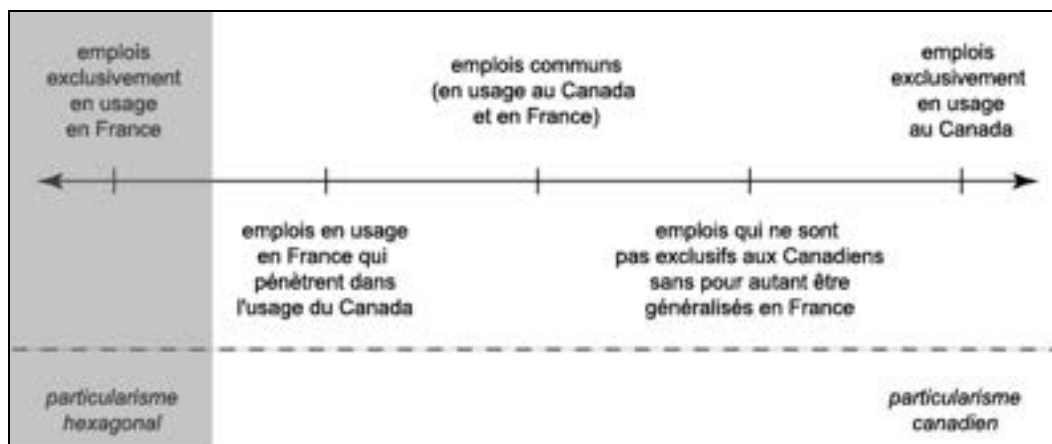 emplois
exclusivement
en usage
en France
emplois communs
(en usage au Canada
et en France)
emplois
exclusivement
en usage
au Canada
emplois en usage
en France qui
pénètrent dans
l'usage du Canada
emplois qui ne sont
pas exclusifs aux Canadiens
sans pour autant être
généralisés en France
particularisme
hexagonal
particularisme
canadien